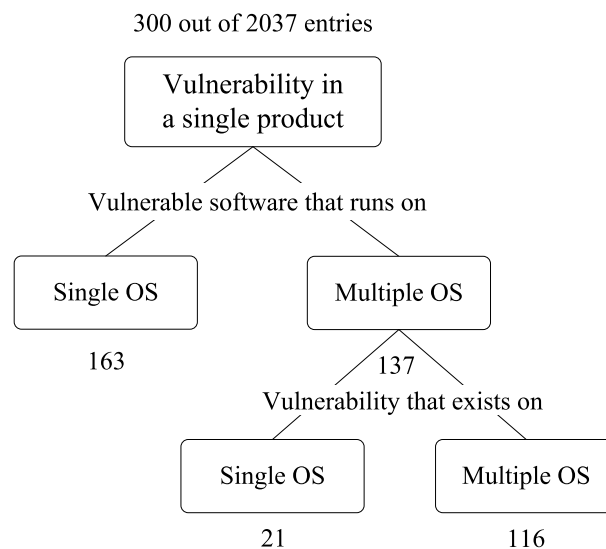 300 out of 2037 entries
Vulnerability in
a single product
Vulnerable software that runs on
Single OS
Multiple OS
163
137
Vulnerability that exists on
Single OS
Multiple OS
21
116